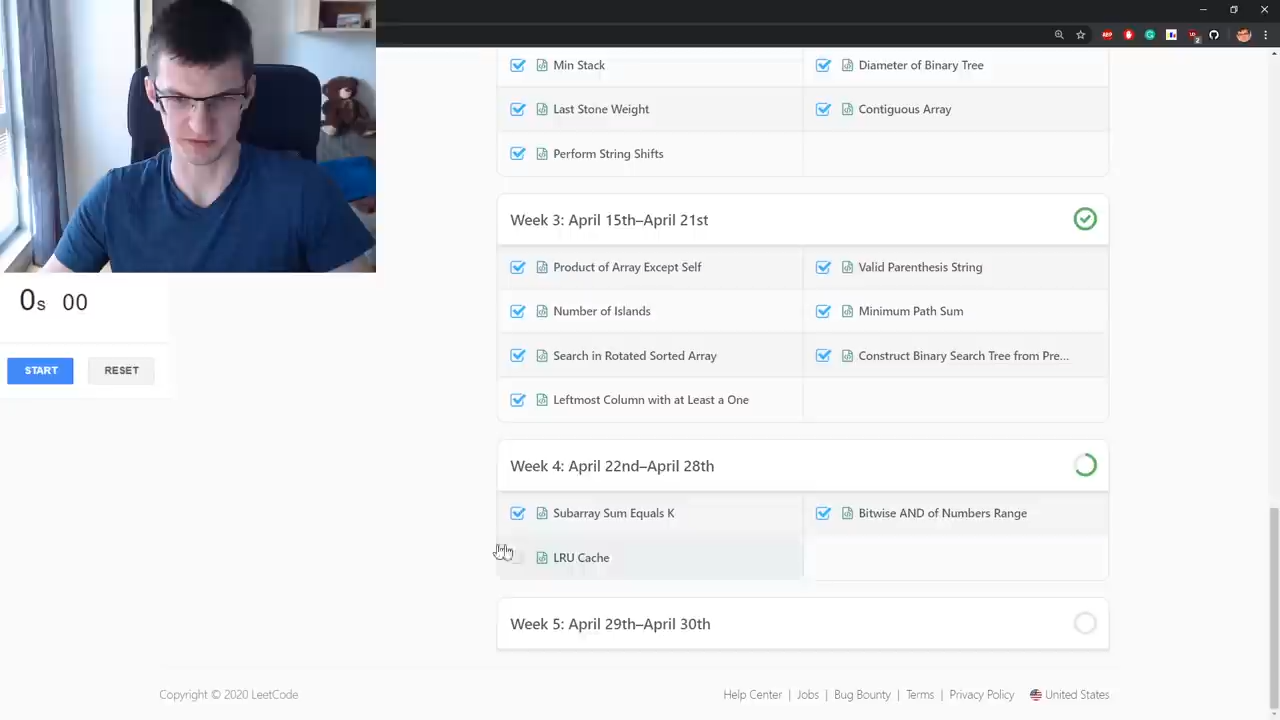 Min Stack
Diameter of Binary Tree
Last Stone Weight
Contiguous Array
Perform String Shifts
Week 3: April 15th–April 21st
Product of Array Except Self
Valid Parenthesis String
Number of Islands
Minimum Path Sum
Search in Rotated Sorted Array
Construct Binary Search Tree from Pre...
Leftmost Column with at Least a One
0s 00
START
RESET
Week 4: April 22nd–April 28th
Subarray Sum Equals K
Bitwise AND of Numbers Range
LRU Cache
Week 5: April 29th–April 30th
Copyright © 2020 LeetCode
Help Center | Jobs | Bug Bounty | Terms | Privacy Policy United States